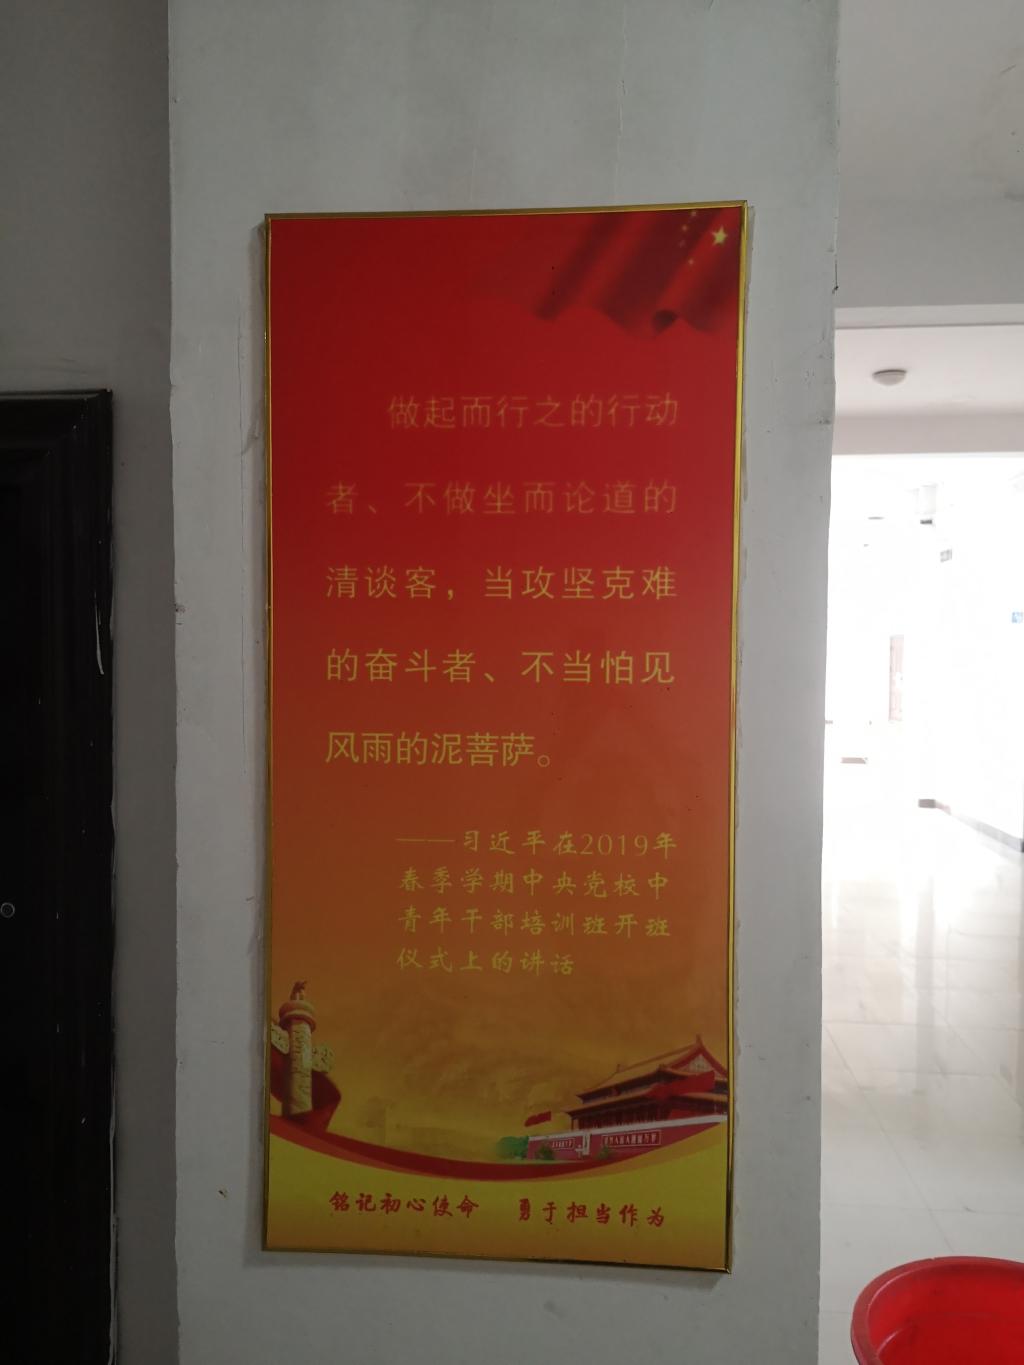 做起而行之的行动
者、不做坐而论道的
清谈客，当攻坚克难
的奋斗者、不当怕见
风雨的泥菩萨。
——习近平在2019年
春季学期中央党校中
青年干部培训班开班
仪式上的讲话
铭记初心使命 勇于担当作为